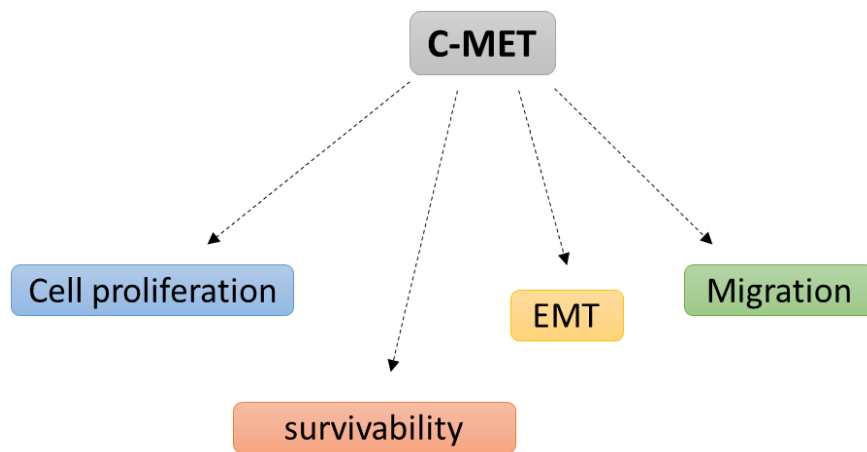 C-MET
Cell proliferation
EMT
Migration
survivability